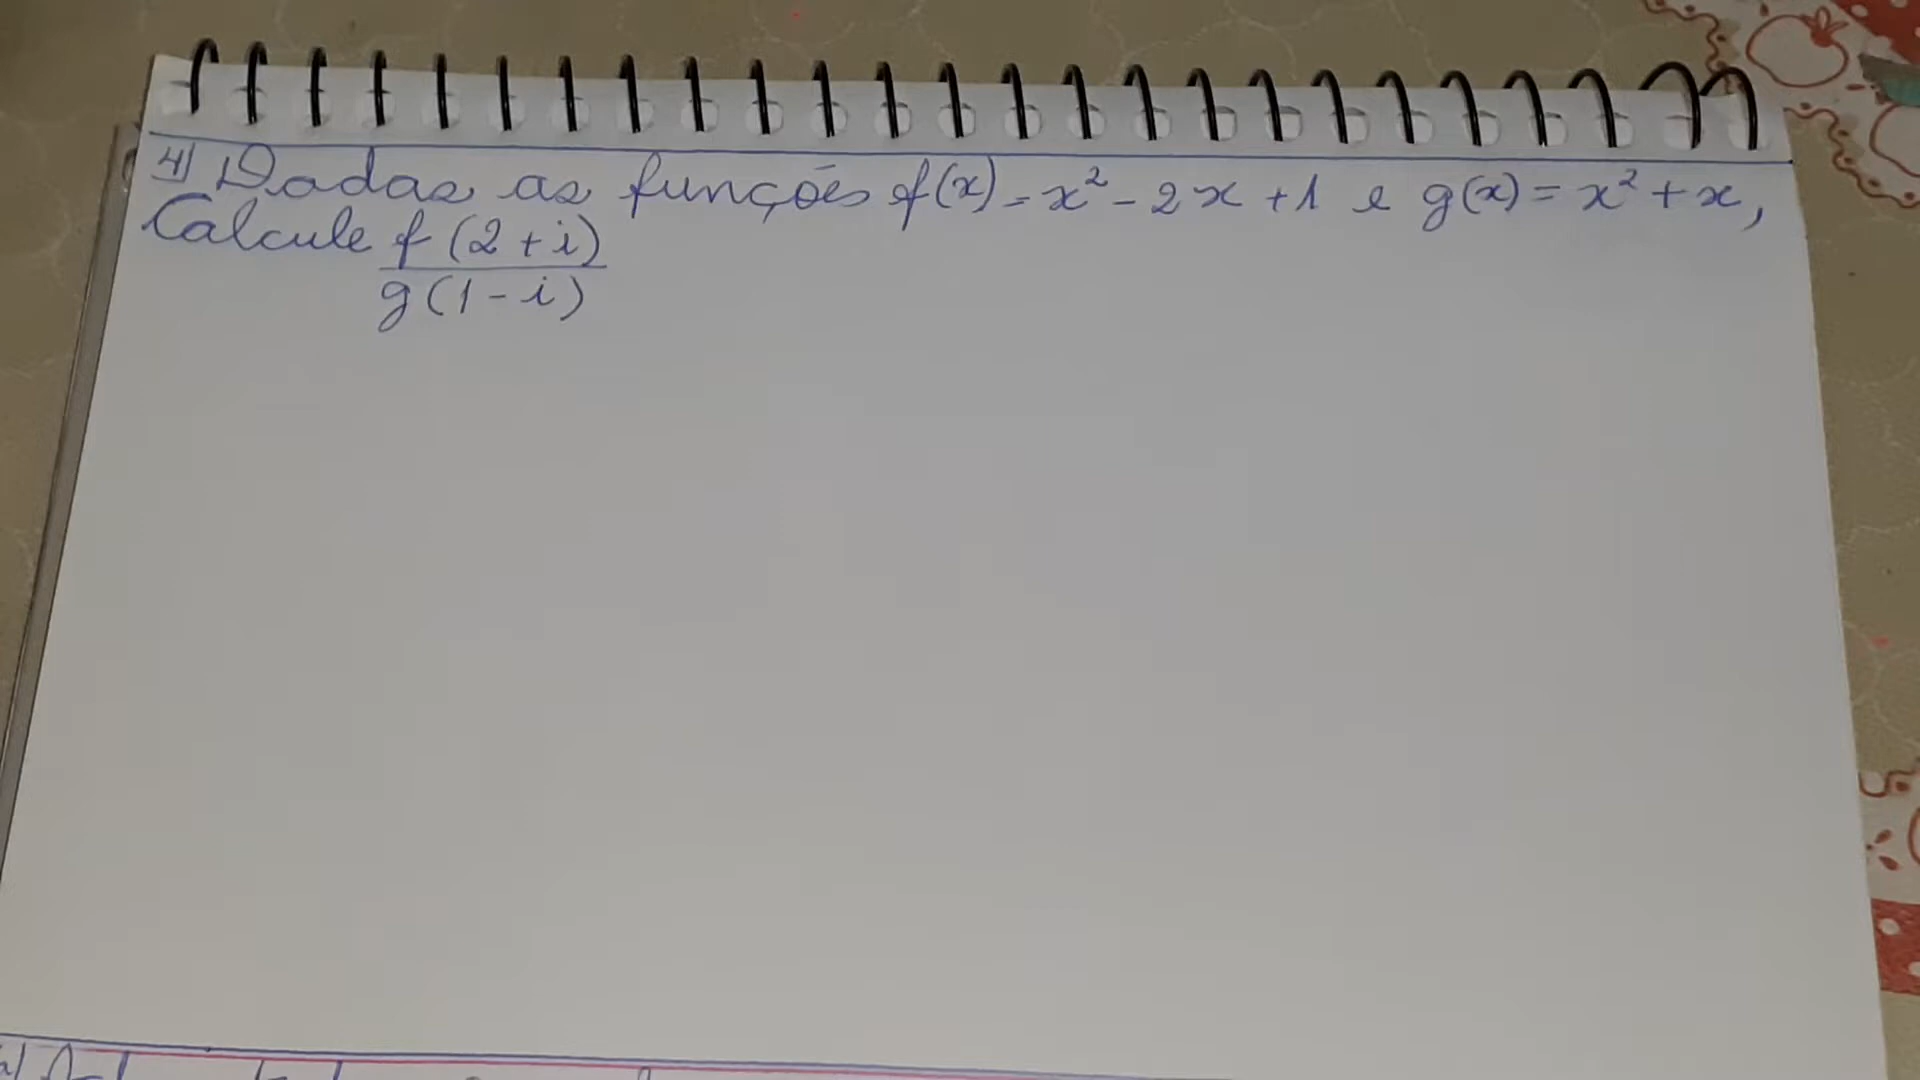 4) Dadas as funções f(x) = x² - 2x + 1 e g(x) = x² + x,
Calcule f(2 + i)
g(1 - i)